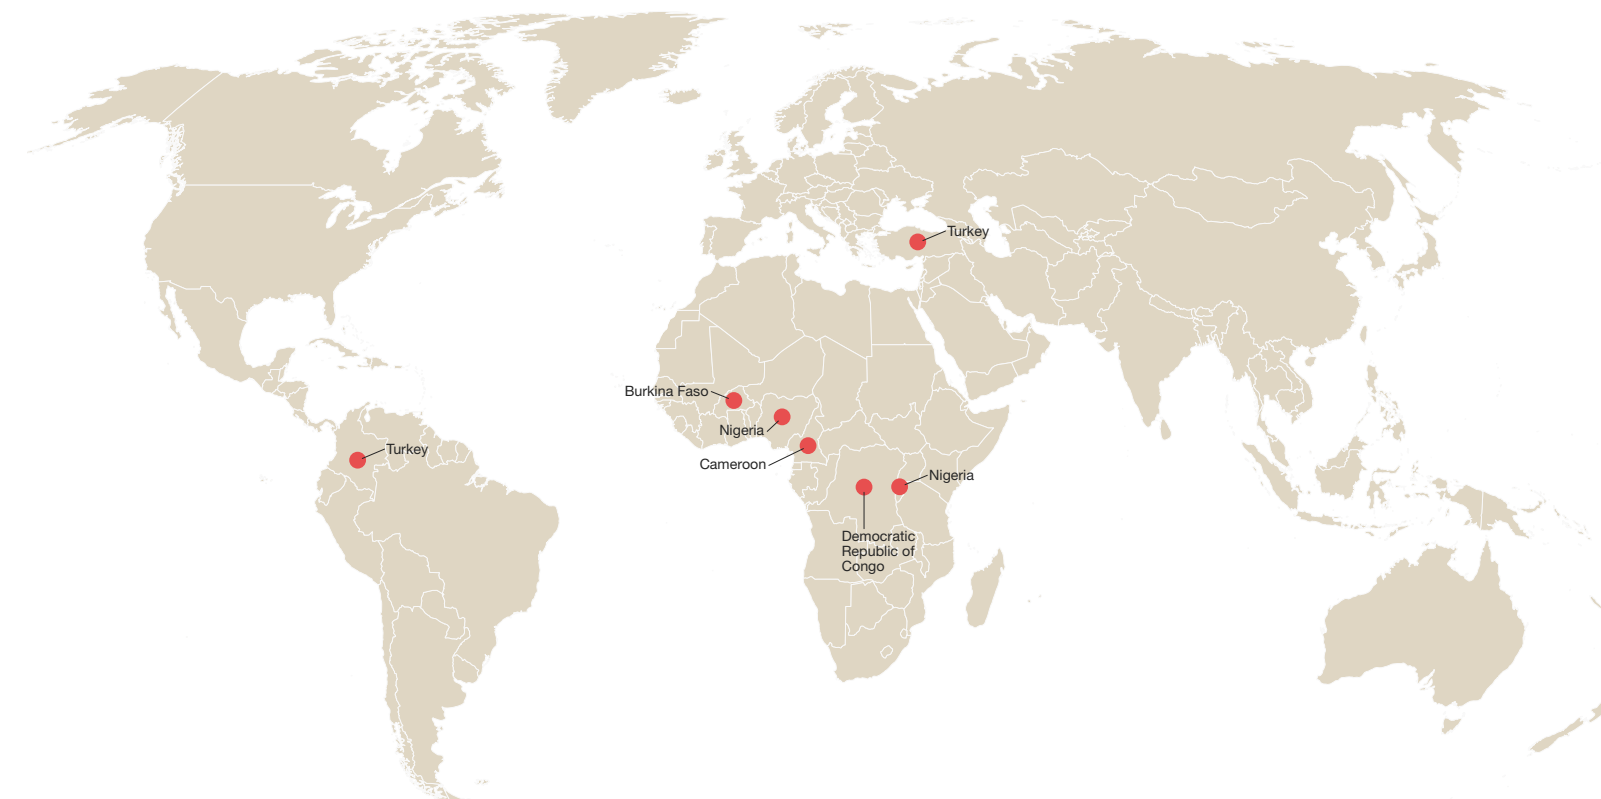 Turkey
Burkina Faso
Nigeria
Turkey
Cameroon
Nigeria
Democratic
Republic of
Congo